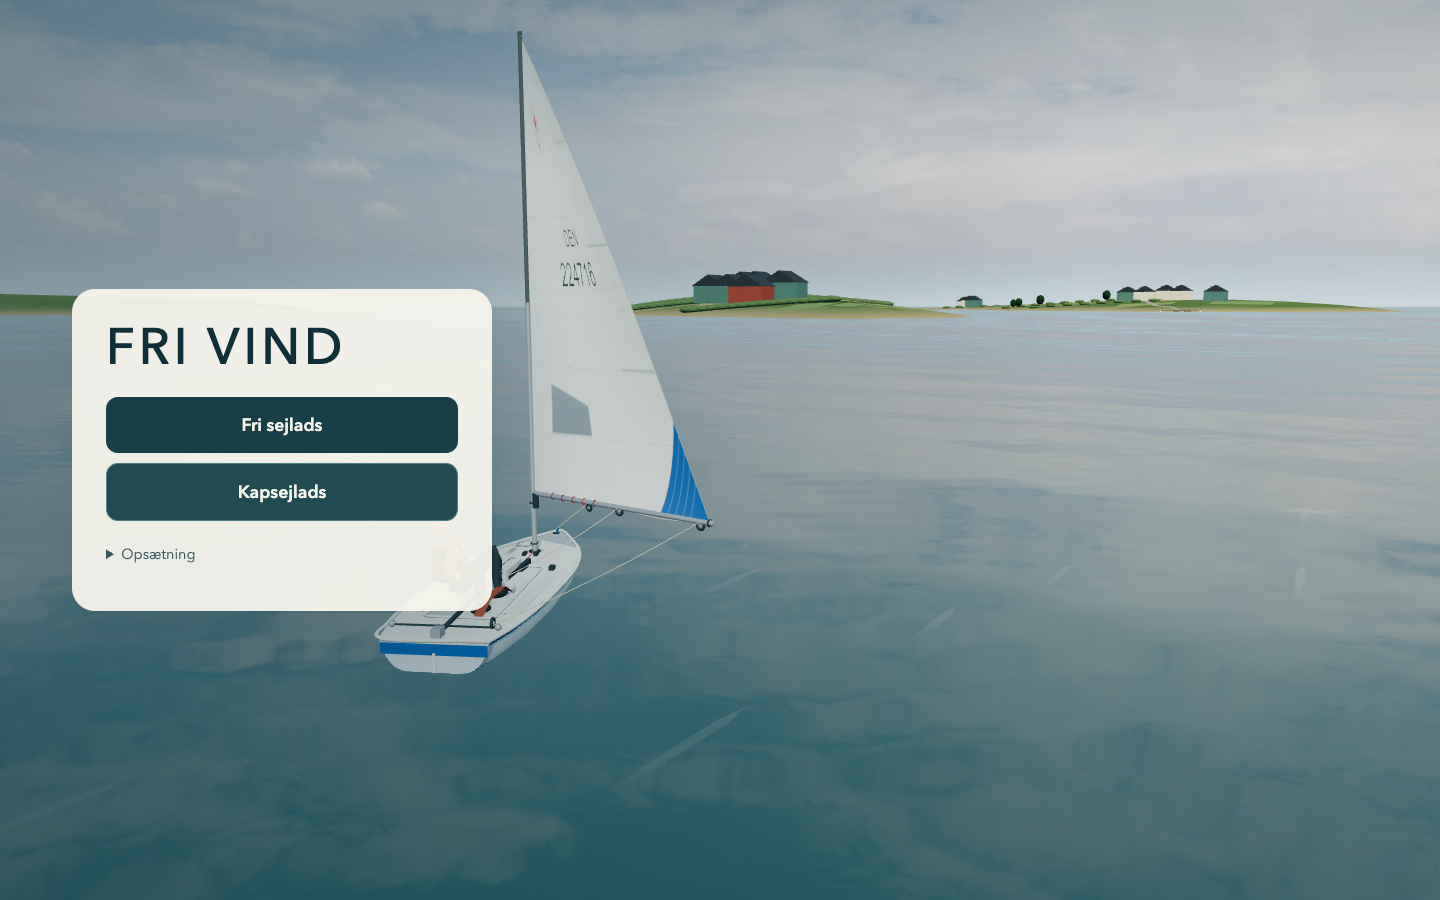 DEN
224716
FRI VIND
Fri sejlads
Kapsejlads
Opsætning